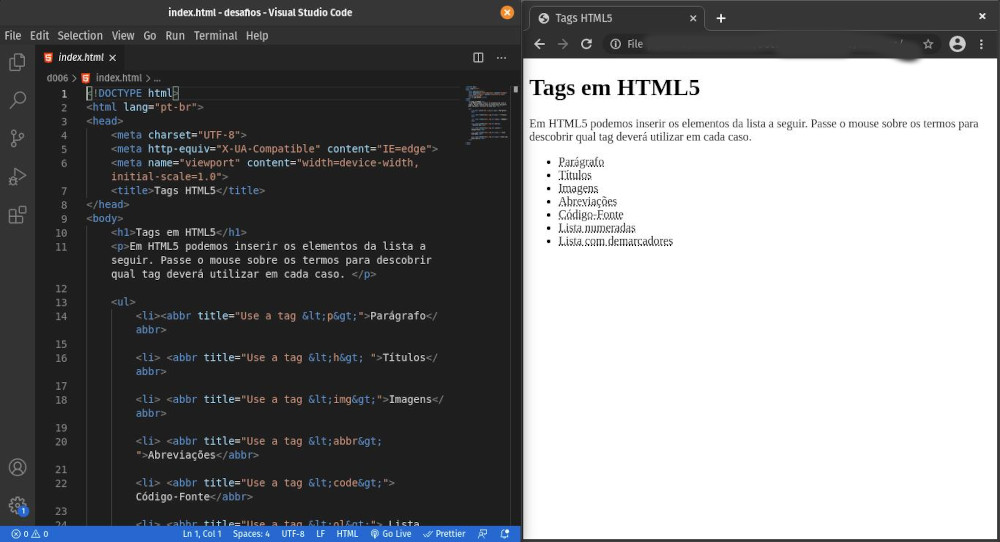 index.html - desafios - Visual Studio Code
File Edit Selection View Go Run Terminal Help
index.html
d006 > index.html > ...
1 <!DOCTYPE html>
2 <html lang="pt-br">
3 <head>
4 <meta charset="UTF-8">
5 <meta http-equiv="X-UA-Compatible" content="IE=edge">
6 <meta name="viewport" content="width=device-width,
initial-scale=1.0">
7 <title>Tags HTML5</title>
8 </head>
9 <body>
10 <h1>Tags em HTML5</h1>
11 <p>Em HTML5 podemos inserir os elementos da lista a
seguir. Passe o mouse sobre os termos para descobrir
qual tag deverá utilizar em cada caso. </p>
12
13 <ul>
14 <li><abbr title="Use a tag &lt;p&gt;">Parágrafo</
abbr>
15
16 <li> <abbr title="Use a tag &lt;h&gt; ">Títulos</
abbr>
17
18 <li> <abbr title="Use a tag &lt;img&gt;">Imagens</
abbr>
19
20 <li> <abbr title="Use a tag &lt;abbr&gt;
">Abreviações</abbr>
21
22 <li> <abbr title="Use a tag &lt;code&gt;">
Código-Fonte</abbr>
23
24 <li> <abbr title="Use a tag &lt;ol&gt;"> Lista
1
0 0 Ln 1, Col 1 Spaces: 4 UTF-8 LF HTML Go Live Prettier
Tags HTML5
File
Tags em HTML5
Em HTML5 podemos inserir os elementos da lista a seguir. Passe o mouse sobre os termos para
descobrir qual tag deverá utilizar em cada caso.
• Parágrafo
• Títulos
• Imagens
• Abreviações
• Código-Fonte
• Lista numeradas
• Lista com demarcadores